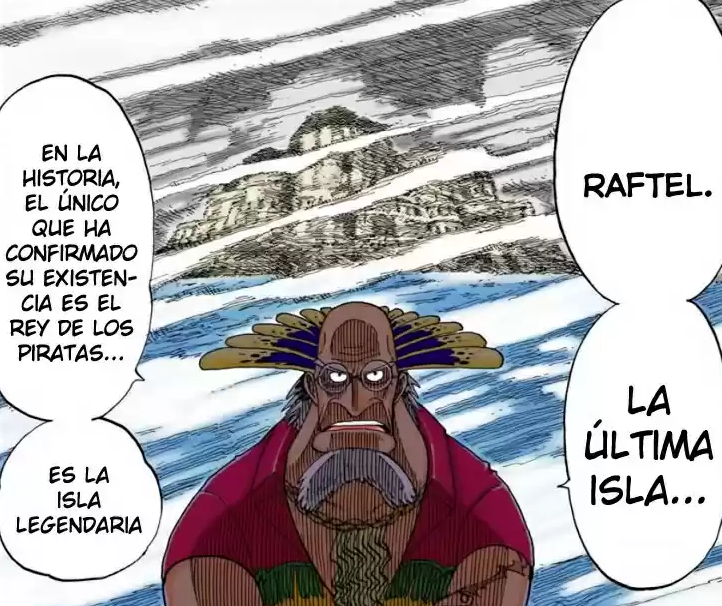 RAFTEL.
LA
ÚLTIMA
ISLA...
EN LA
HISTORIA,
EL ÚNICO
QUE HA
CONFIRMADO
SU EXISTEN-
CIA ES EL
REY DE LOS
PIRATAS...
ES LA
ISLA
LEGENDARIA